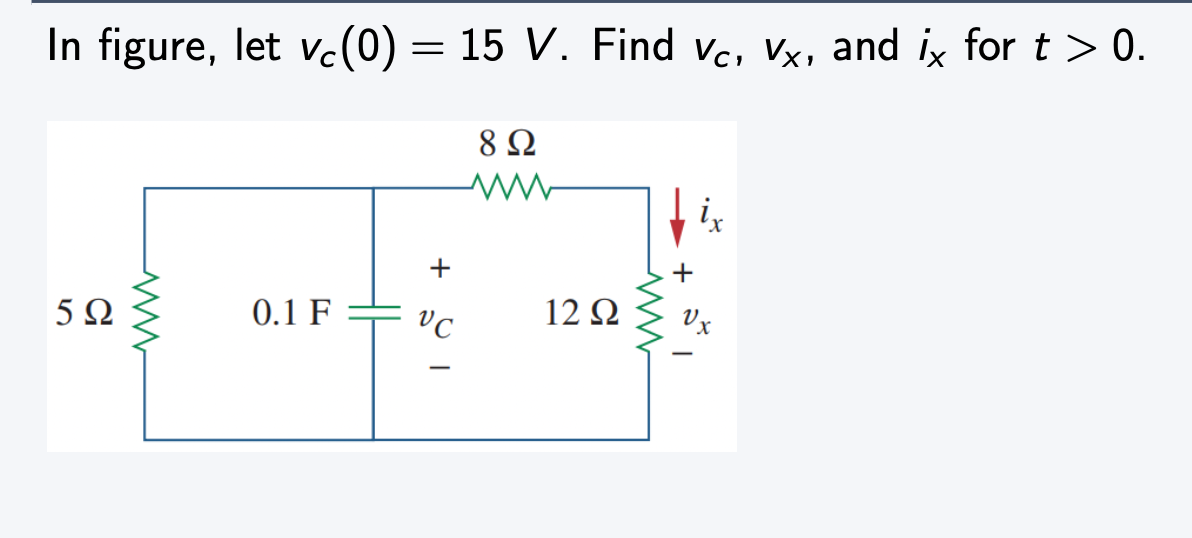 In figure, let v_c(0) = 15 V. Find v_c, v_x, and i_x for t > 0.
8 Ω
i_x
+
+
5 Ω
0.1 F
v_C
12 Ω
v_x
−
−